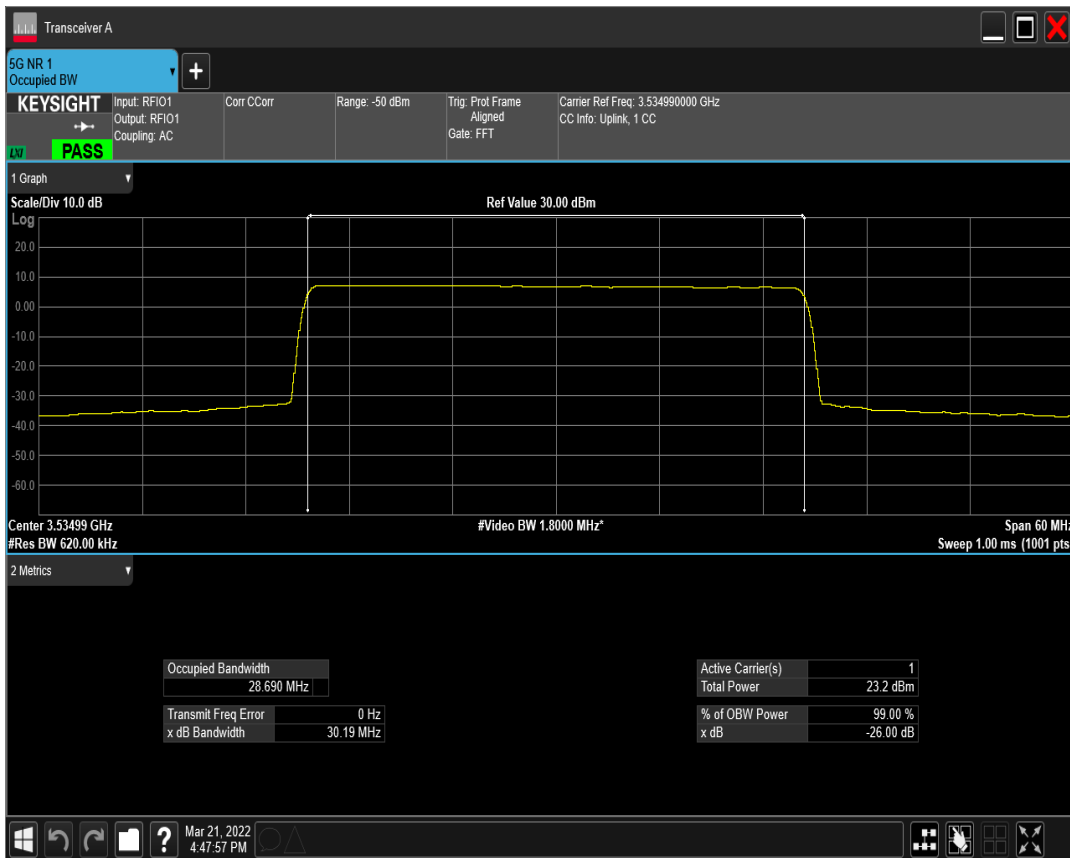 Transceiver A
5G NR 1
Occupied BW
+
KEYSIGHT
LXI
PASS
Input: RFIO1
Output: RFIO1
Coupling: AC
Corr CCorr
Range: -50 dBm
Trig: Prot Frame
Aligned
Gate: FFT
Carrier Ref Freq: 3.534990000 GHz
CC Info: Uplink, 1 CC
1 Graph
Scale/Div 10.0 dB
Ref Value 30.00 dBm
Log
20.0
10.0
0.00
-10.0
-20.0
-30.0
-40.0
-50.0
-60.0
Center 3.53499 GHz
#Video BW 1.8000 MHz*
Span 60 MHz
#Res BW 620.00 kHz
Sweep 1.00 ms (1001 pts
2 Metrics
Occupied Bandwidth
28.690 MHz
Transmit Freq Error 0 Hz
x dB Bandwidth 30.19 MHz
Active Carrier(s) 1
Total Power 23.2 dBm
% of OBW Power 99.00 %
x dB -26.00 dB
?
Mar 21, 2022
4:47:57 PM